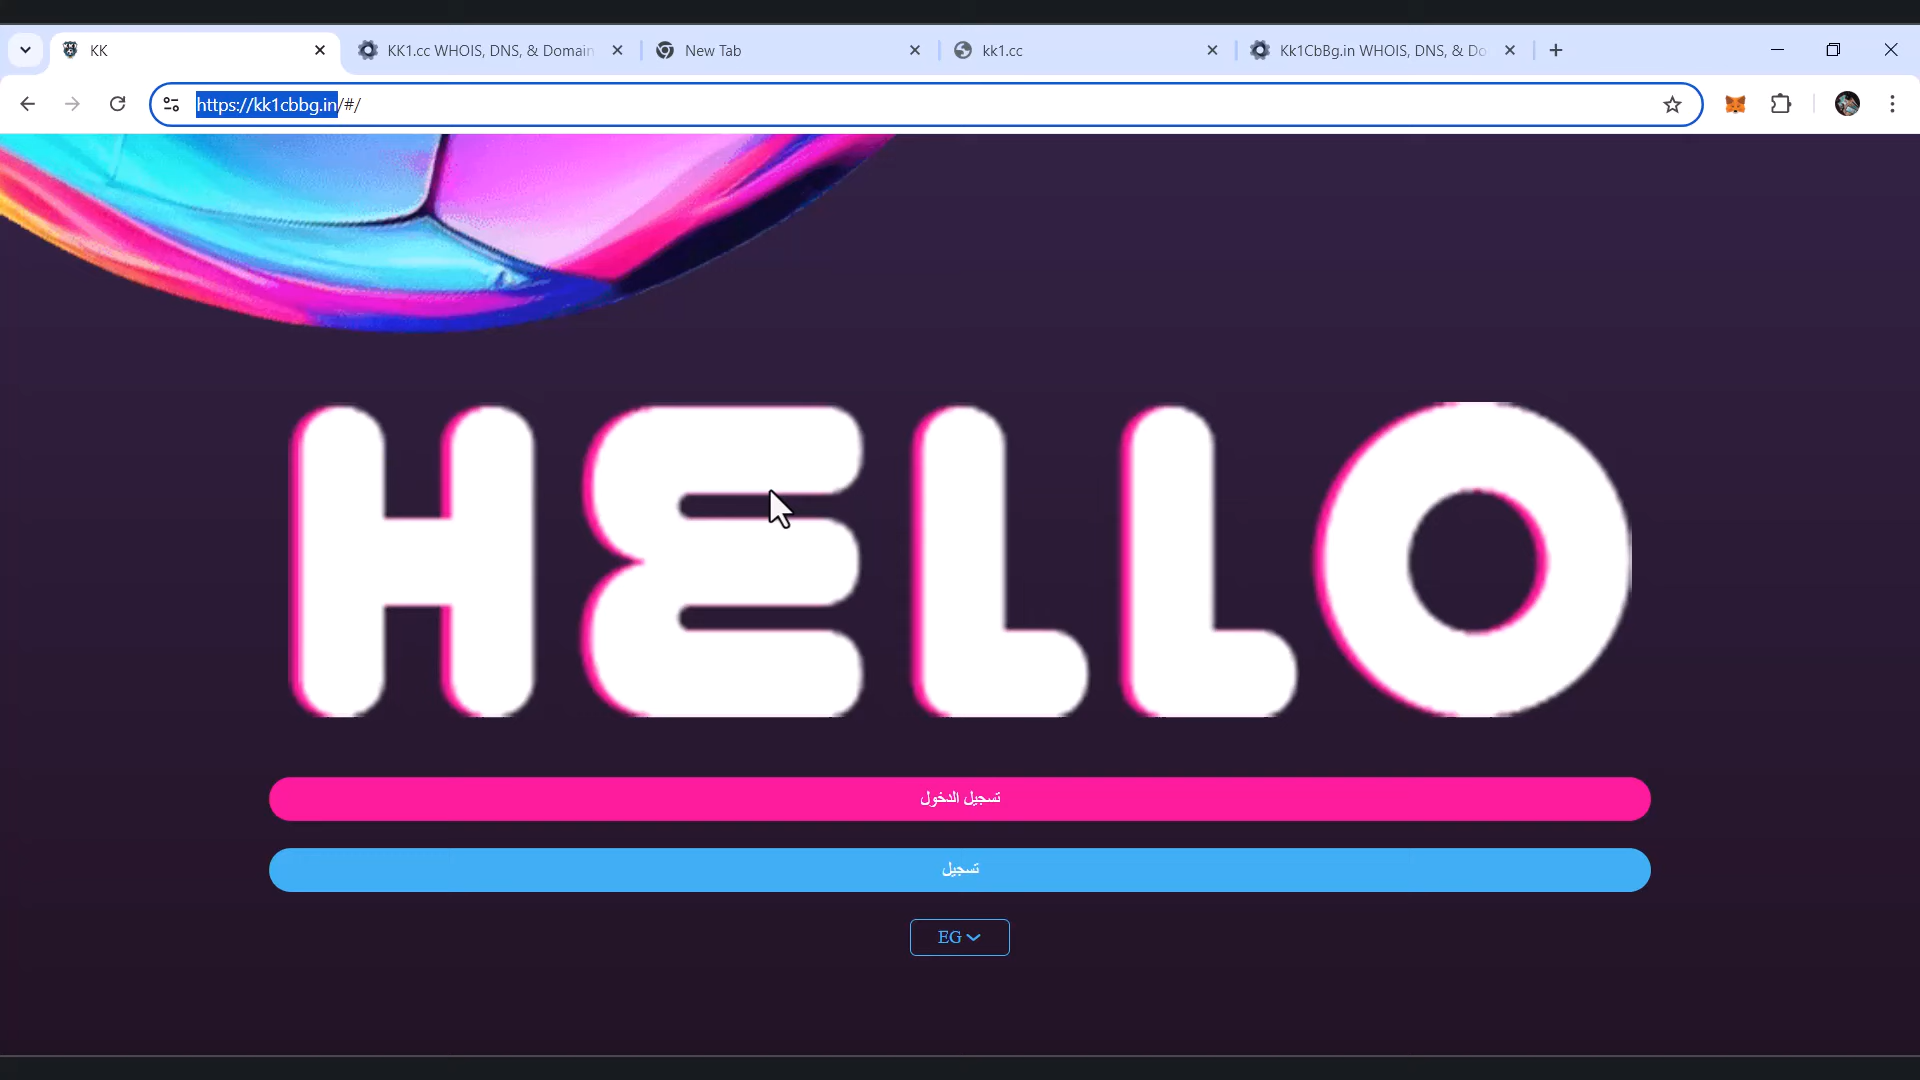 KK
KK1.cc WHOIS, DNS, & Domain
New Tab
kk1.cc
Kk1CbBg.in WHOIS, DNS, & Do
https://kk1cbbg.in/#/
HELLO
تسجيل الدخول
تسجيل
EG